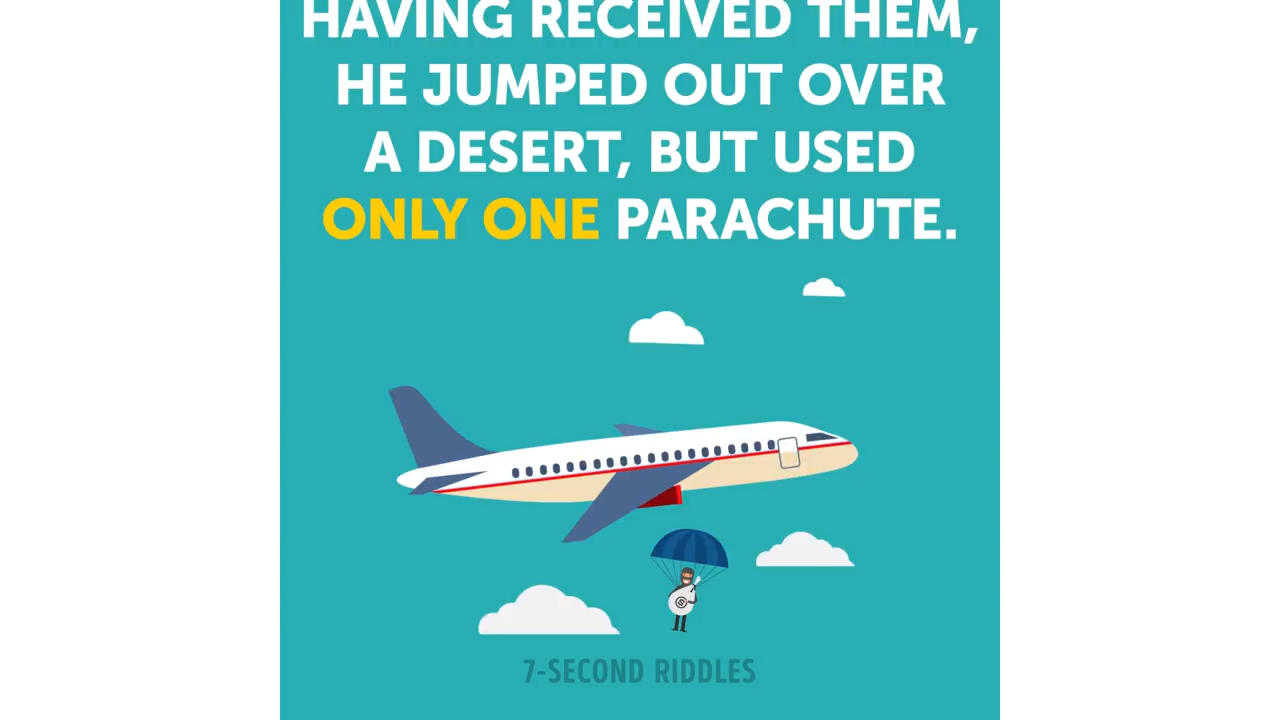 HAVING RECEIVED THEM,
HE JUMPED OUT OVER
A DESERT, BUT USED
ONLY ONE PARACHUTE.
$
7-SECOND RIDDLES